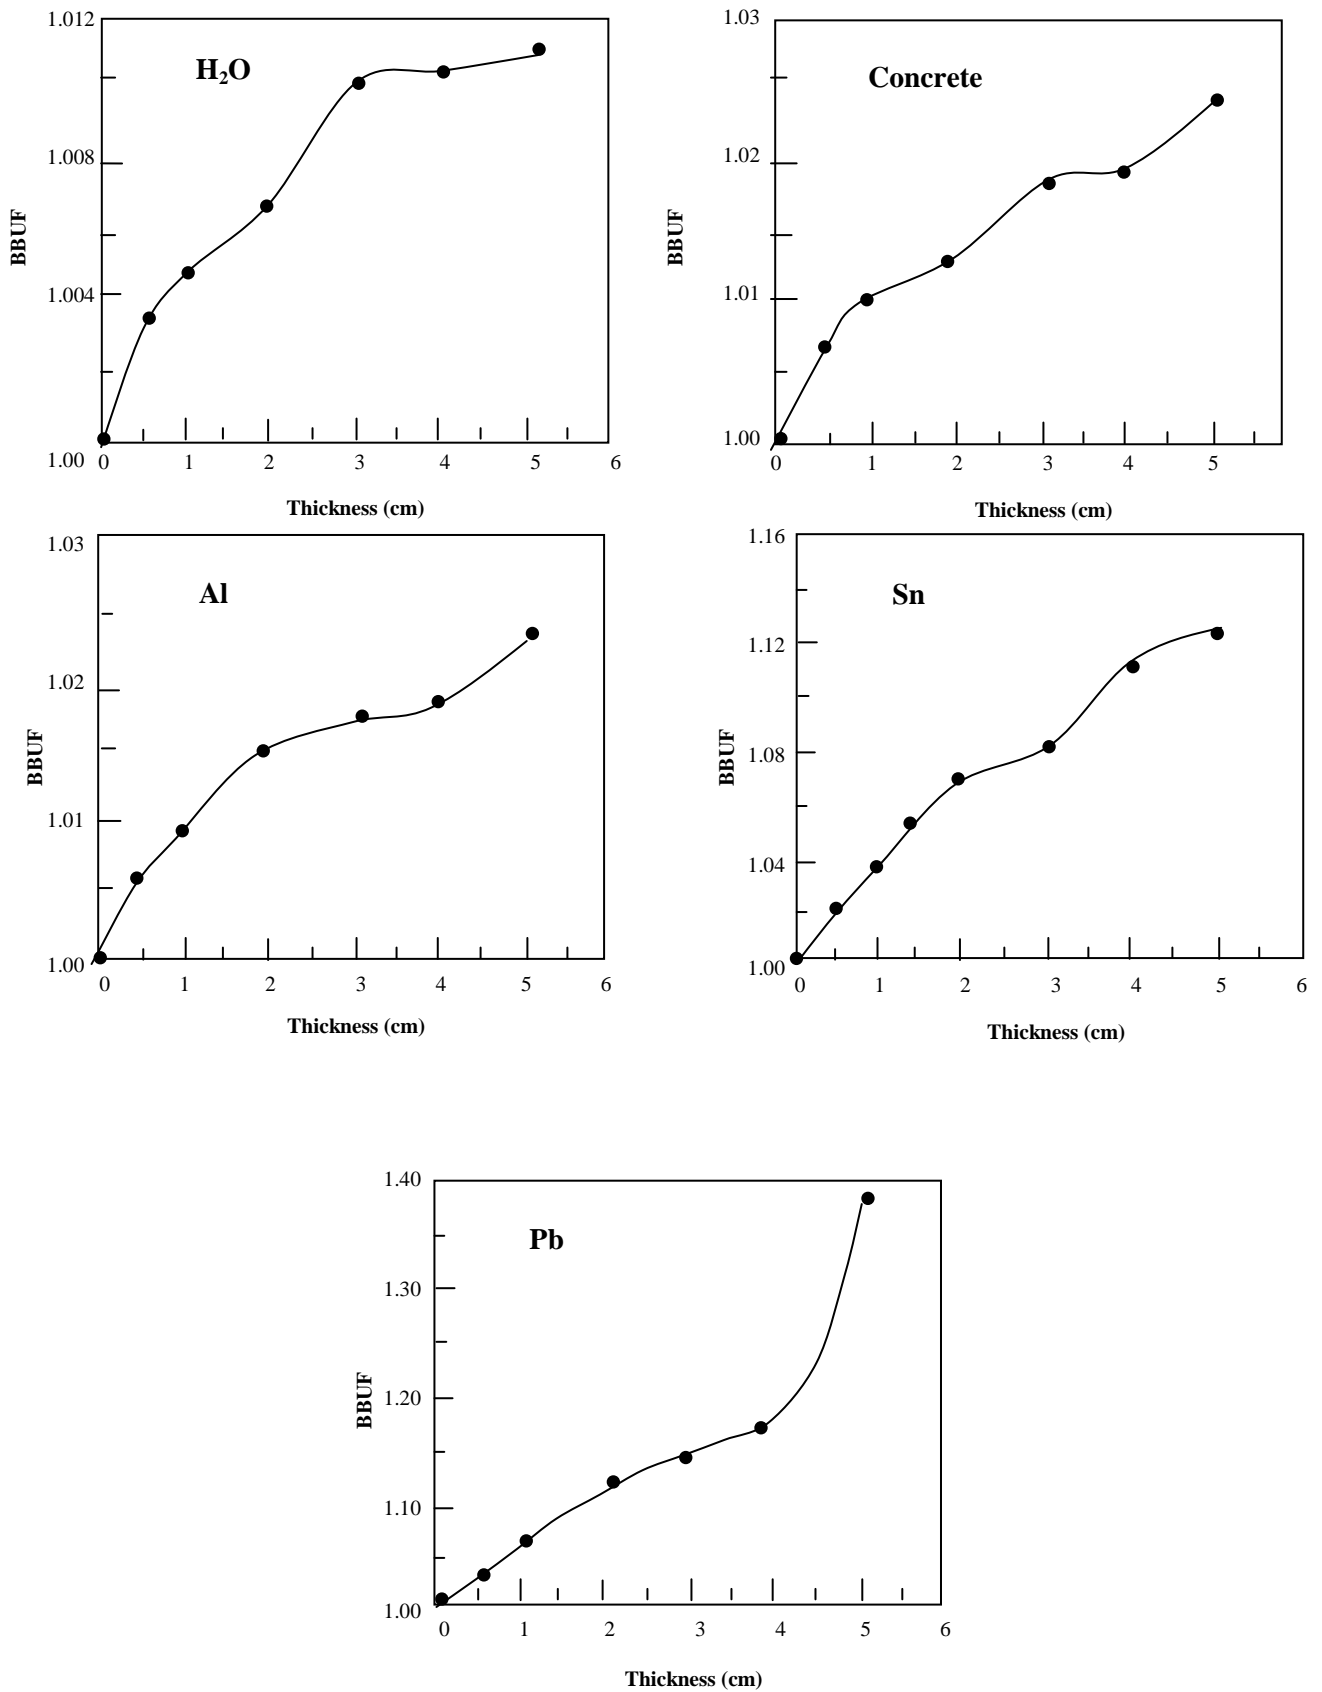 1.012
H₂O
1.008
BBUF
1.004
1.00
0 1 2 3 4 5 6
Thickness (cm)
1.03
Concrete
1.02
BBUF
1.01
1.00
0 1 2 3 4 5
Thickness (cm)
1.03
Al
1.02
BBUF
1.01
1.00
0 1 2 3 4 5 6
Thickness (cm)
1.16
Sn
1.12
BBUF
1.08
1.04
1.00
0 1 2 3 4 5 6
Thickness (cm)
1.40
Pb
1.30
BBUF
1.20
1.10
1.00
0 1 2 3 4 5 6
Thickness (cm)